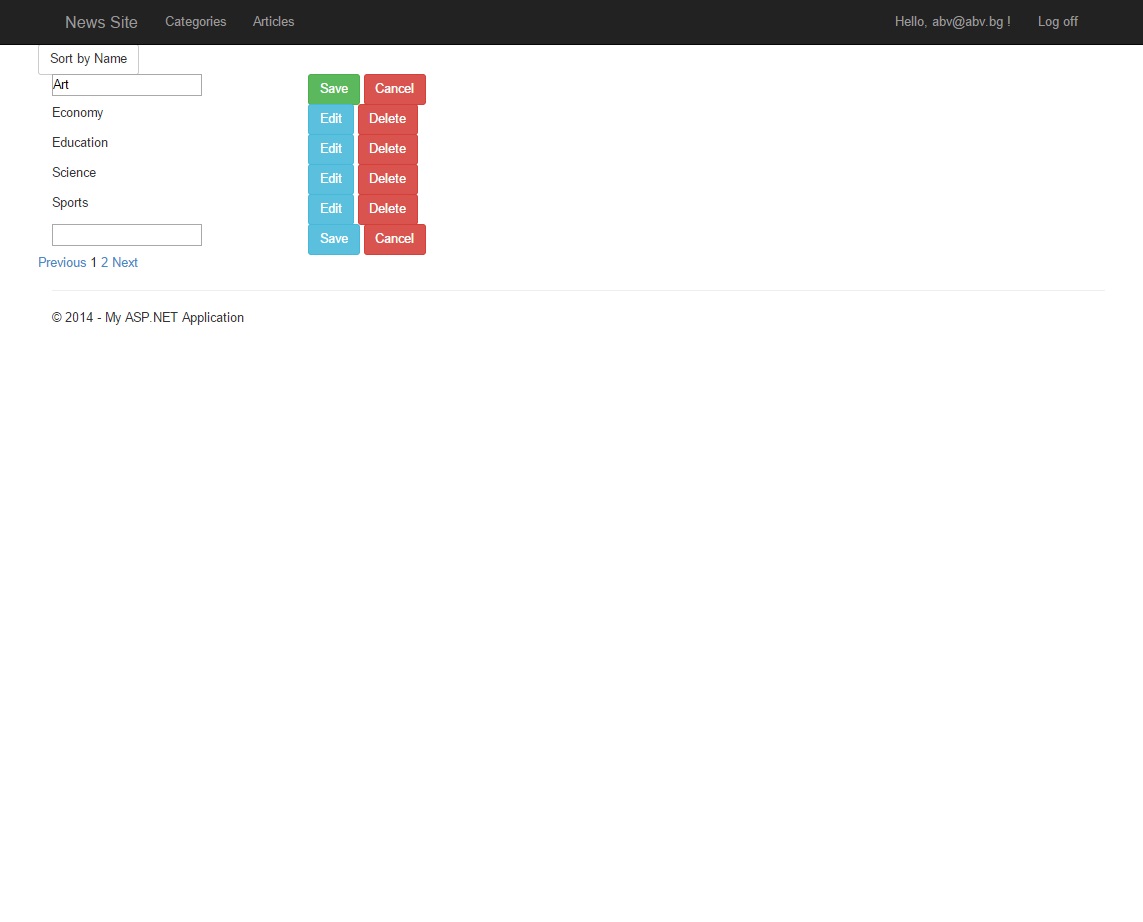 News Site Categories Articles Hello, abv@abv.bg ! Log off
Sort by Name
Art Save Cancel
Economy Edit Delete
Education Edit Delete
Science Edit Delete
Sports Edit Delete
Save Cancel
Previous 1 2 Next
© 2014 - My ASP.NET Application